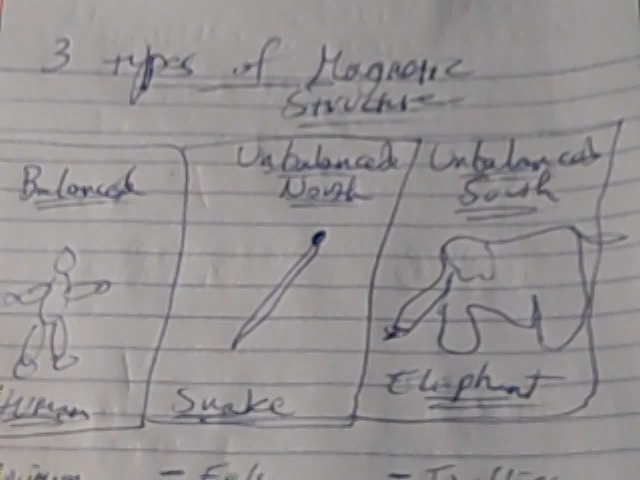 3 types of Magnetic
Structure
Balanced
Unbalanced
North
Unbalanced
South
Human
Snake
Elephant